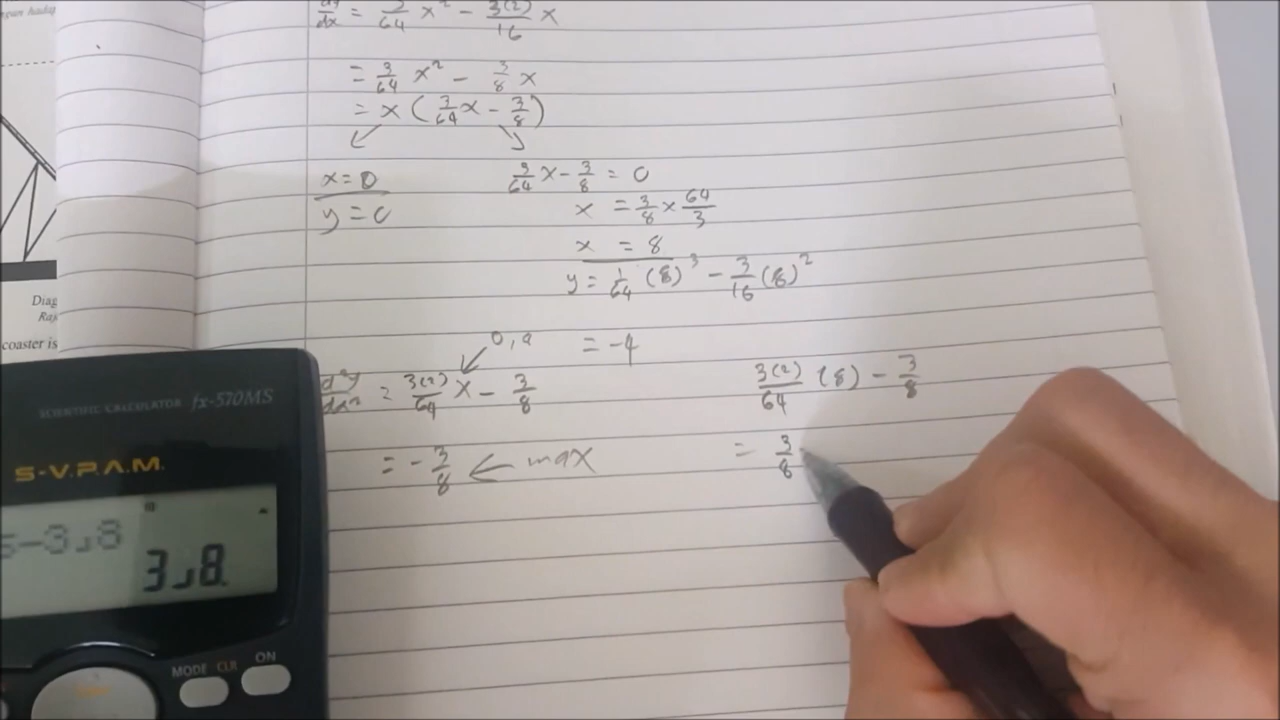 dy/dx = 3/64 x² - 3(2)/16 x
= 3/64 x² - 3/8 x
= x (3/64 x - 3/8)
x = 0
y = 0
3/64 x - 3/8 = 0
x = 3/8 × 64/3
x = 8
y = 1/64 (8)³ - 3/16 (8)²
= -4
d²y/dx² = 3(2)/64 x - 3/8
= -3/8 ← max
3(2)/64 (8) - 3/8
= 3/8
Diag
coaster is
SCIENTIFIC CALCULATOR fx-570MS
S-V.P.A.M.
-3⌟8
3⌟8.
MODE CLR ON